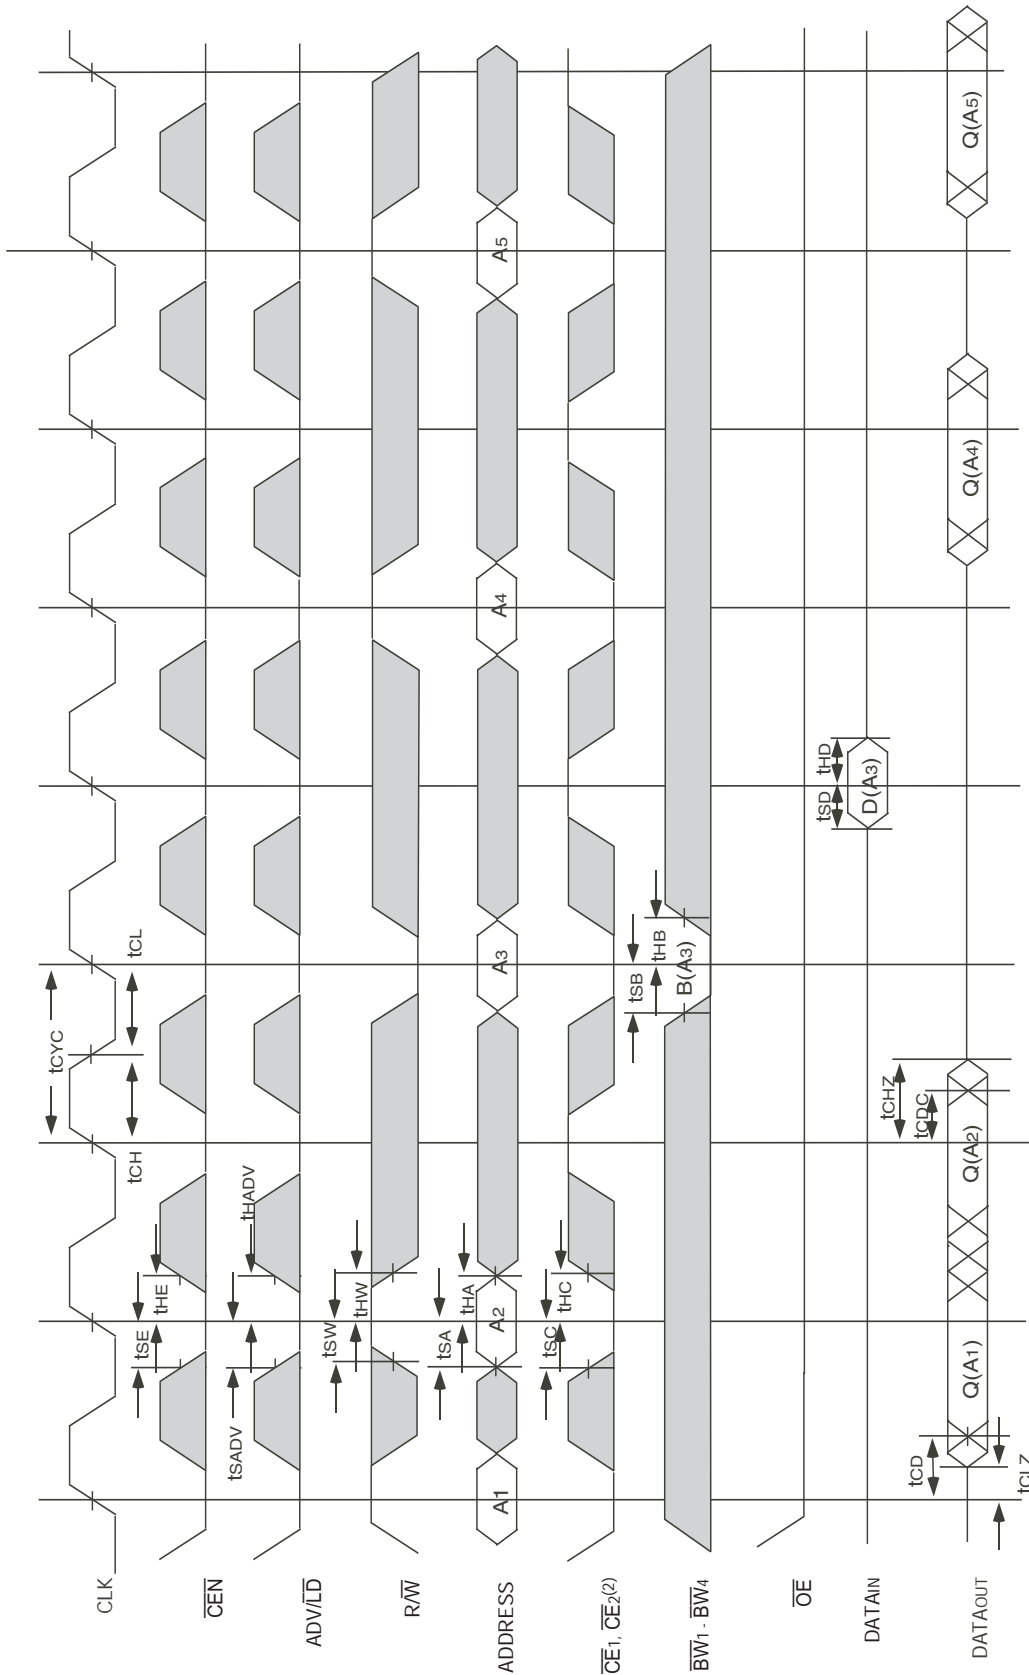 tCYC
tCH
tCL
CLK
tSE
tHE
CEN
tSADV
tHADV
ADV/LD
tSW
tHW
R/W
tSA
tHA
ADDRESS
A1
A2
A3
A4
A5
tSC
tHC
CE1, CE2(2)
tSB
tHB
B(A3)
BW1 - BW4
OE
tSD
tHD
D(A3)
DATAIN
tCD
tCHZ
tCDC
Q(A1)
Q(A2)
Q(A4)
Q(A5)
DATAOUT
tCLZ